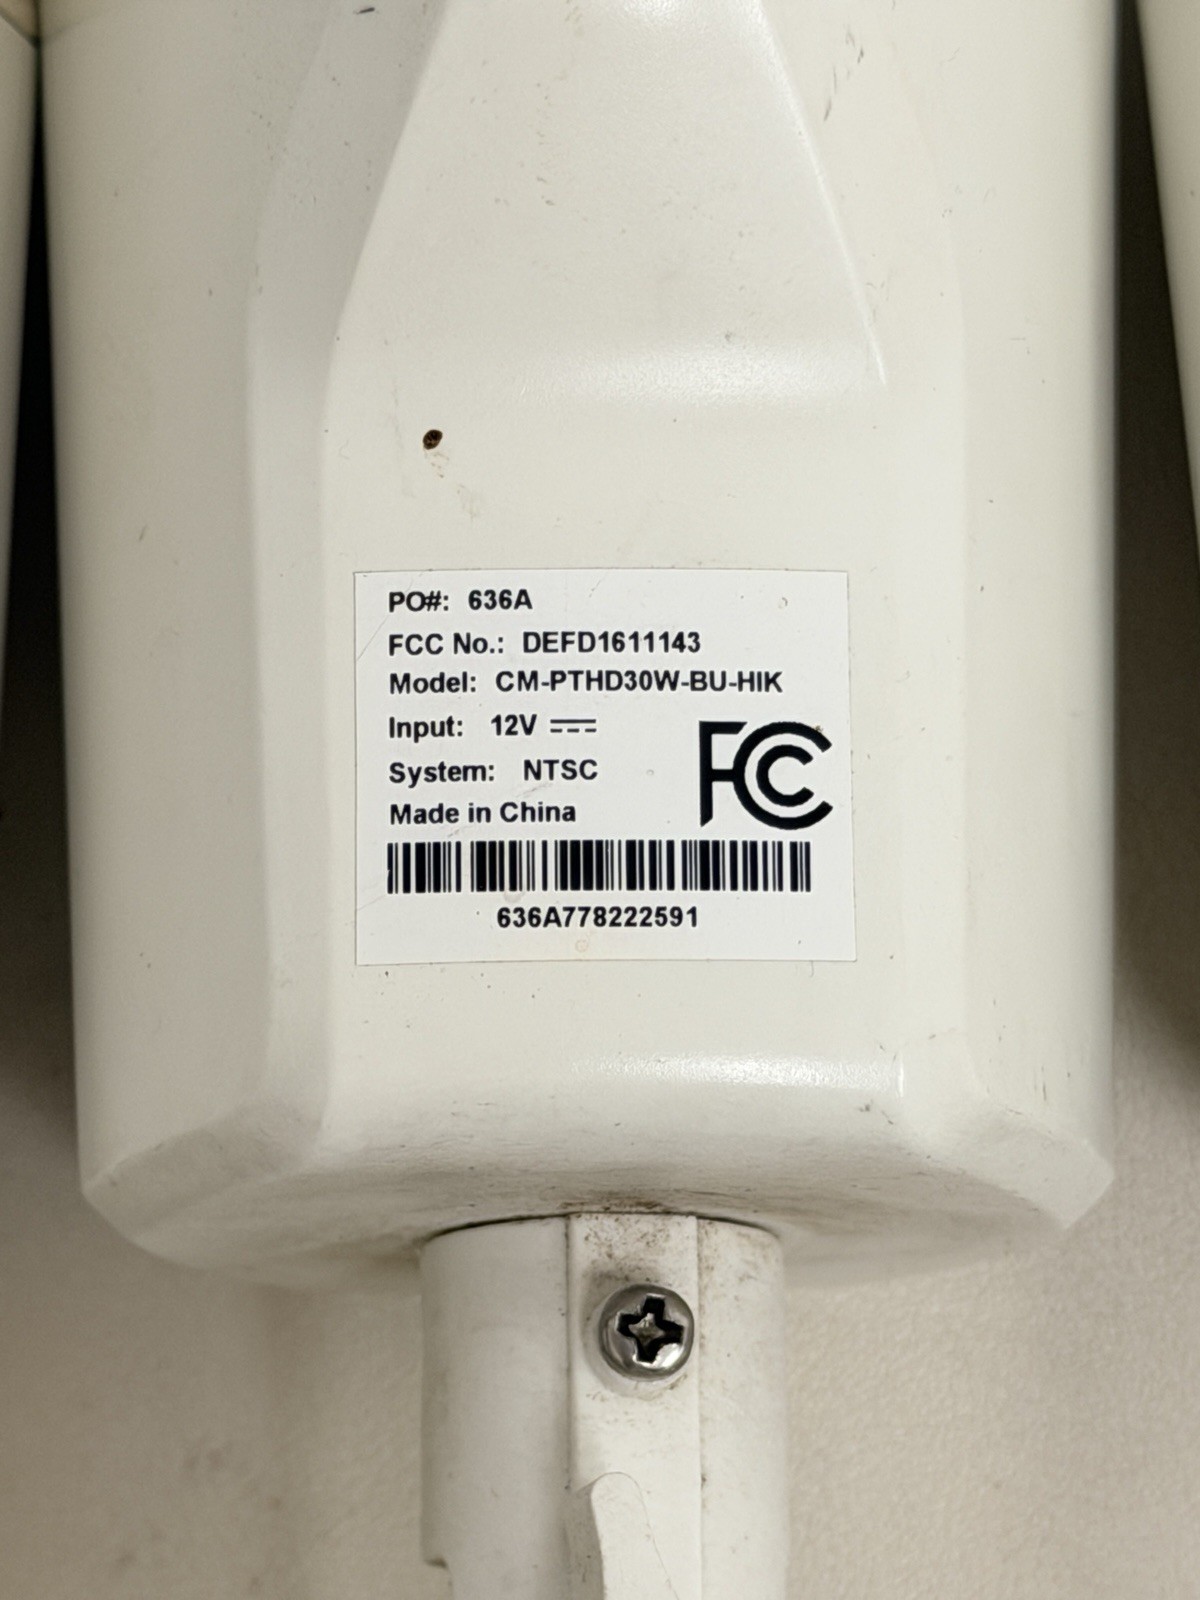 PO#: 636A
FCC No.: DEFD1611143
Model: CM-PTHD30W-BU-HIK
Input: 12V
System: NTSC
FC
Made in China
636A778222591